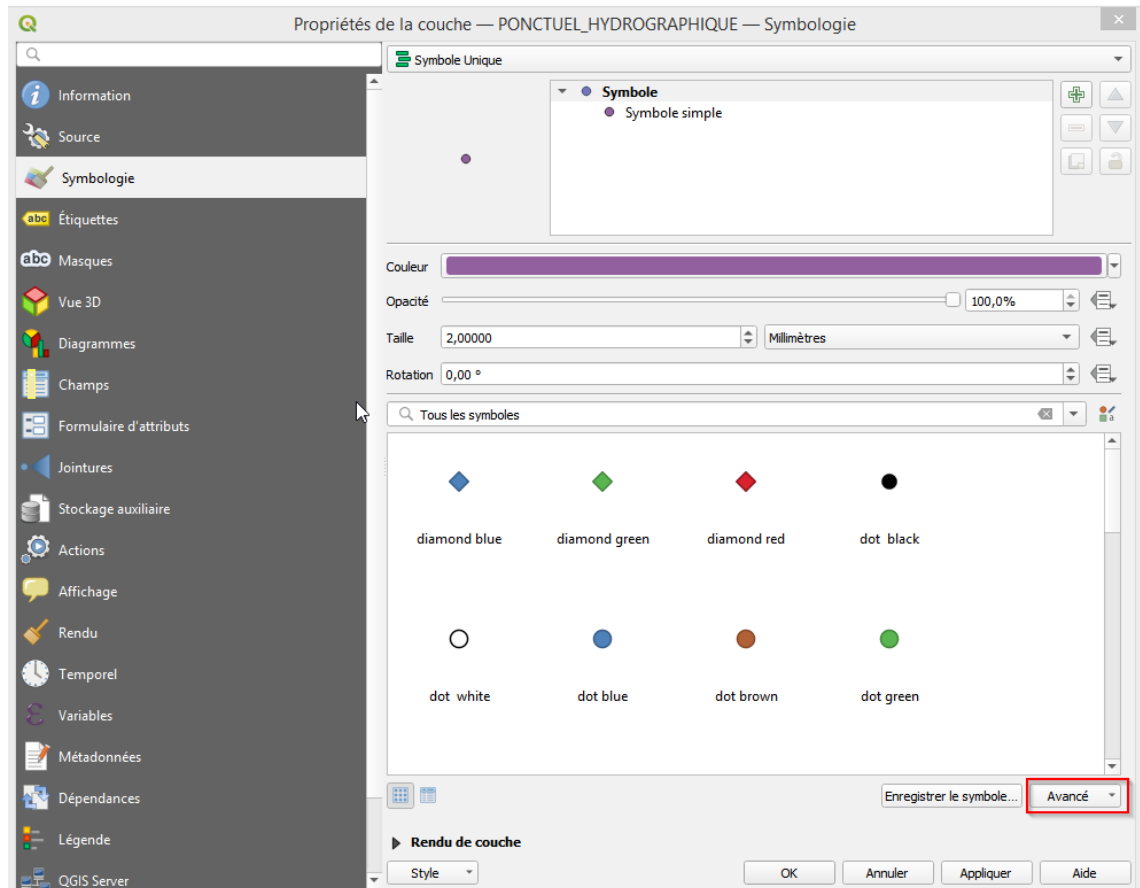 Propriétés de la couche — PONCTUEL_HYDROGRAPHIQUE — Symbologie
Information
Source
Symbologie
abc Étiquettes
abc Masques
Vue 3D
Diagrammes
Champs
Formulaire d'attributs
Jointures
Stockage auxiliaire
Actions
Affichage
Rendu
Temporel
Variables
Métadonnées
Dépendances
Légende
QGIS Server
Symbole Unique
Symbole
Symbole simple
Couleur
Opacité 100,0%
Taille 2,00000 Millimètres
Rotation 0,00 °
Tous les symboles
diamond blue diamond green diamond red dot black
dot white dot blue dot brown dot green
Enregistrer le symbole... Avancé
Rendu de couche
Style OK Annuler Appliquer Aide